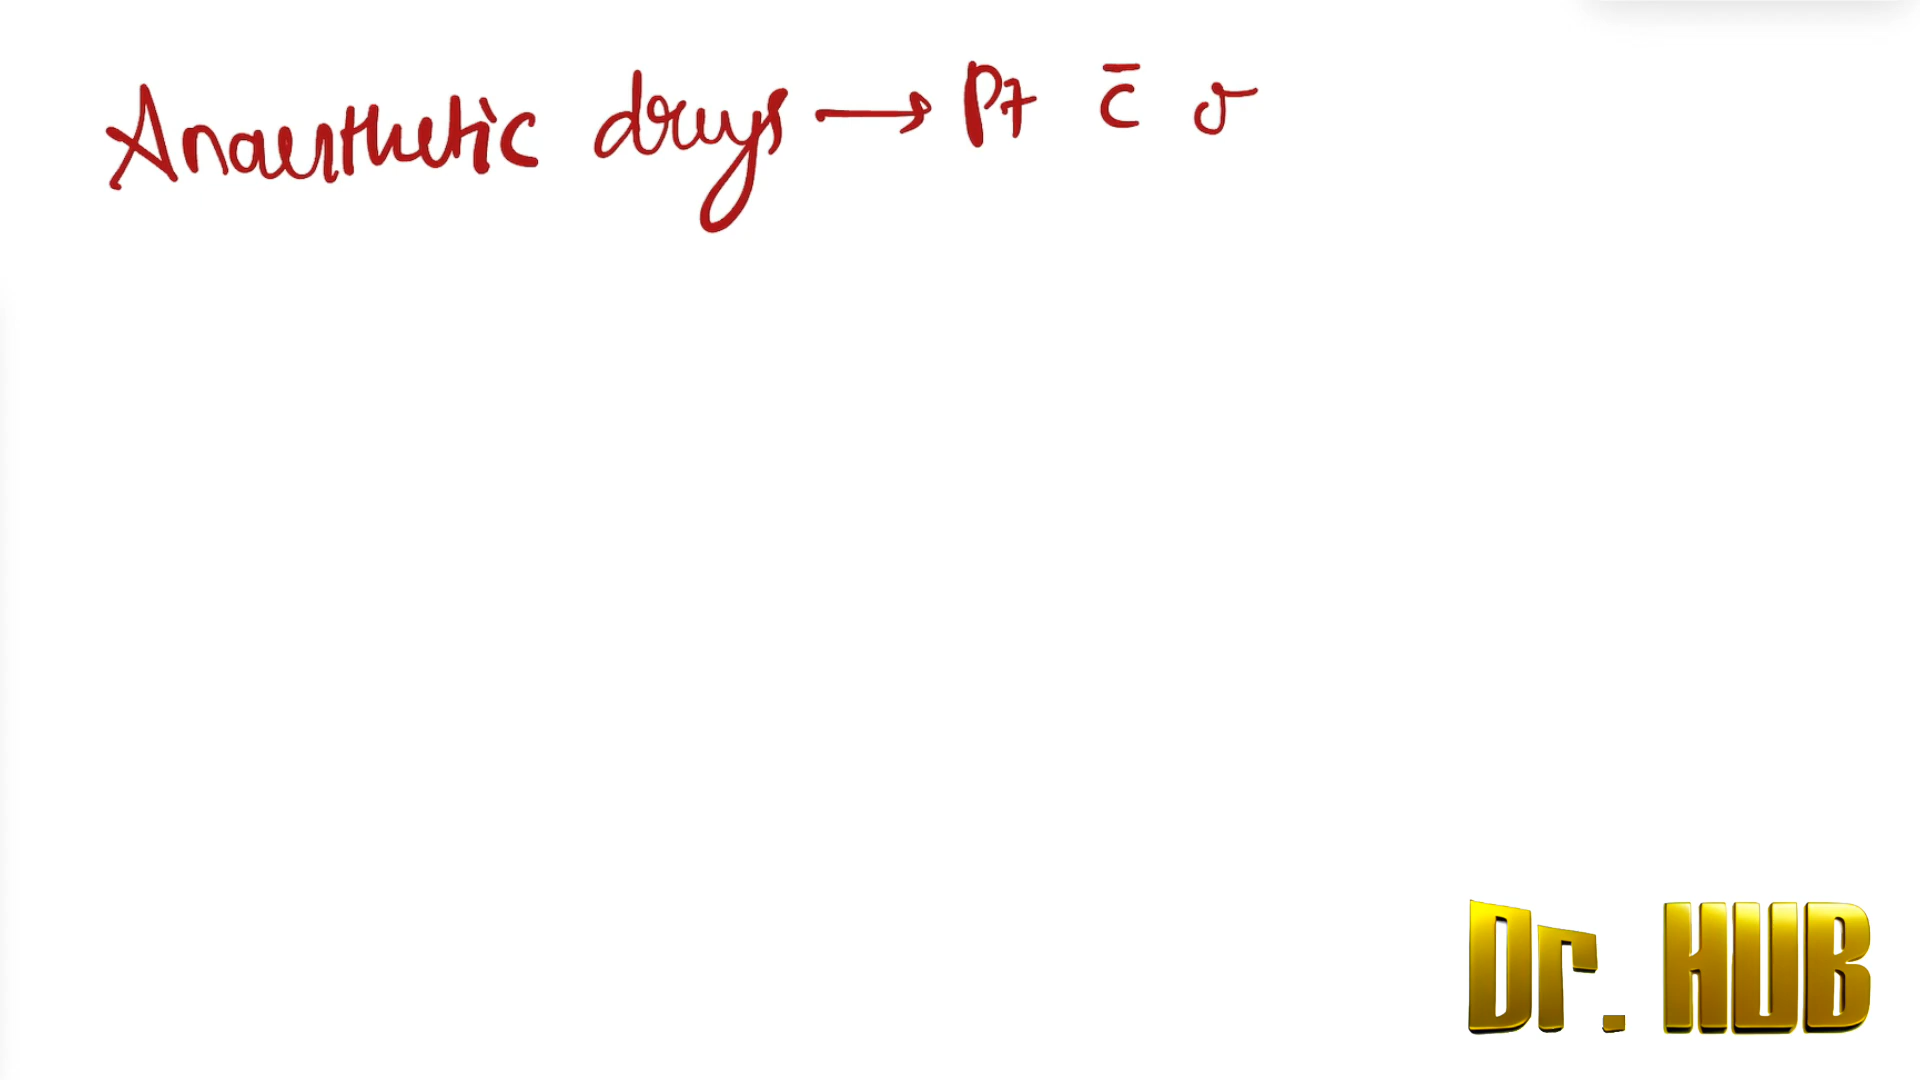 Anaesthetic drugs → Pt c̄
Dr. HUB